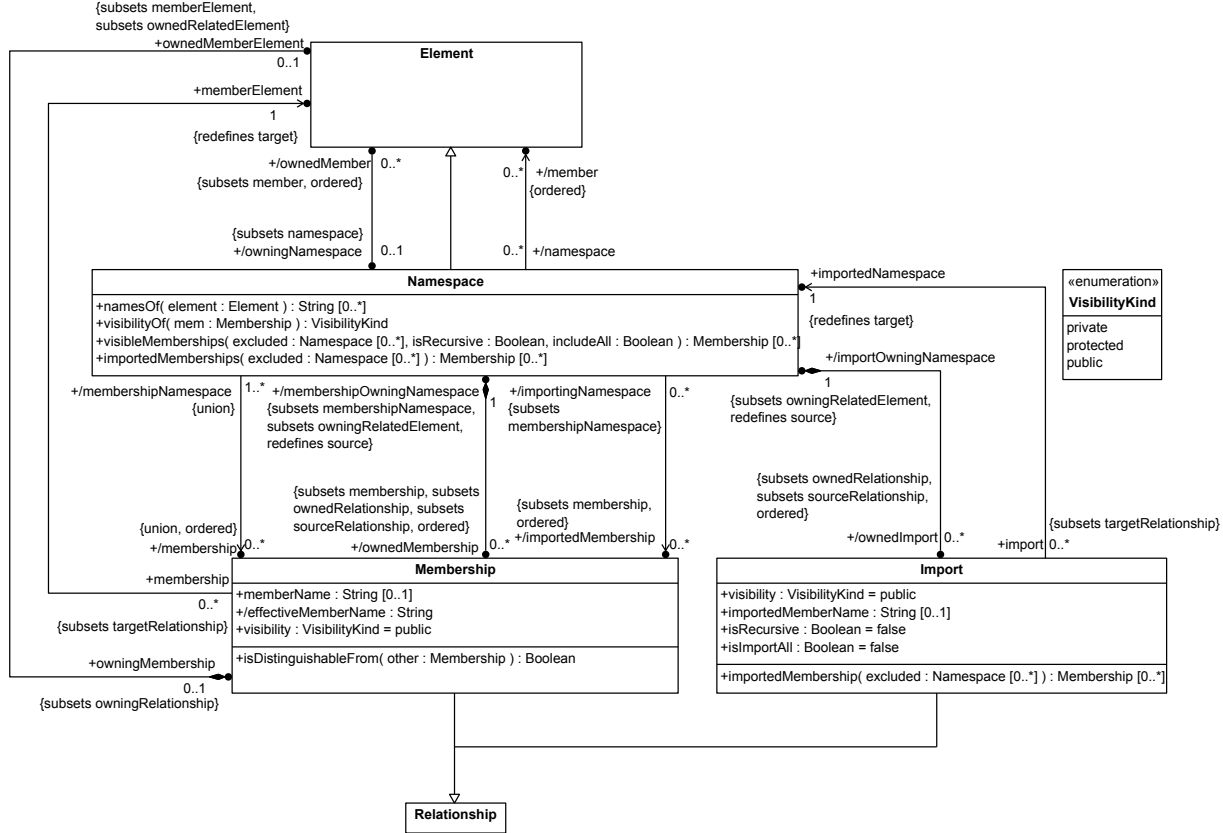 {subsets memberElement,
subsets ownedRelatedElement}
+ownedMemberElement
0..1
Element
+memberElement
1
{redefines target}
+/ownedMember
0..*
{subsets member, ordered}
0..*
+/member
{ordered}
{subsets namespace}
+/owningNamespace
0..1
0..*
+/namespace
Namespace
+namesOf( element : Element ) : String [0..*]
+visibilityOf( mem : Membership ) : VisibilityKind
+visibleMemberships( excluded : Namespace [0..*], isRecursive : Boolean, includeAll : Boolean ) : Membership [0..*]
+importedMemberships( excluded : Namespace [0..*] ) : Membership [0..*]
+importedNamespace
1
{redefines target}
«enumeration»
VisibilityKind
private
protected
public
+/importOwningNamespace
1
{subsets owningRelatedElement,
redefines source}
+/membershipNamespace
1..*
{union}
+/membershipOwningNamespace
1
{subsets membershipNamespace,
subsets owningRelatedElement,
redefines source}
+/importingNamespace
0..*
{subsets
membershipNamespace}
{union, ordered}
+/membership
0..*
{subsets membership, subsets
ownedRelationship, subsets
sourceRelationship, ordered}
+/ownedMembership
0..*
{subsets membership,
ordered}
+/importedMembership
0..*
{subsets ownedRelationship,
subsets sourceRelationship,
ordered}
+/ownedImport
0..*
{subsets targetRelationship}
+import
0..*
Membership
+memberName : String [0..1]
+/effectiveMemberName : String
+visibility : VisibilityKind = public
+isDistinguishableFrom( other : Membership ) : Boolean
+membership
0..*
{subsets targetRelationship}
+owningMembership
0..1
{subsets owningRelationship}
Import
+visibility : VisibilityKind = public
+importedMemberName : String [0..1]
+isRecursive : Boolean = false
+isImportAll : Boolean = false
+importedMembership( excluded : Namespace [0..*] ) : Membership [0..*]
Relationship